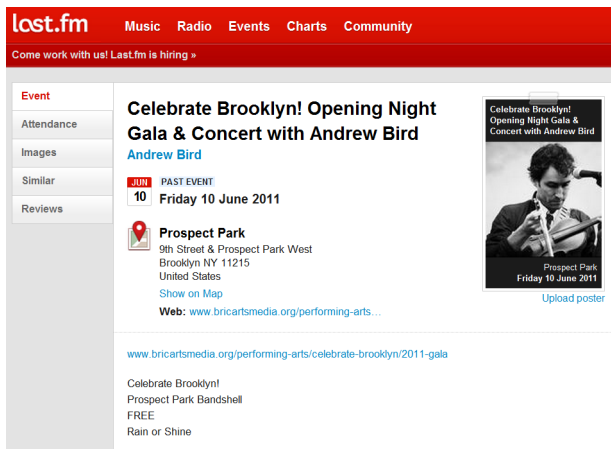 last.fm
Music Radio Events Charts Community
Come work with us! Last.fm is hiring »
Event
Attendance
Images
Similar
Reviews
Celebrate Brooklyn! Opening Night
Gala & Concert with Andrew Bird
Andrew Bird
JUN
10
PAST EVENT
Friday 10 June 2011
Prospect Park
9th Street & Prospect Park West
Brooklyn NY 11215
United States
Show on Map
Web: www.bricartsmedia.org/performing-arts…
Celebrate Brooklyn!
Opening Night Gala &
Concert with Andrew Bird
Prospect Park
Friday 10 June 2011
Upload poster
www.bricartsmedia.org/performing-arts/celebrate-brooklyn/2011-gala
Celebrate Brooklyn!
Prospect Park Bandshell
FREE
Rain or Shine